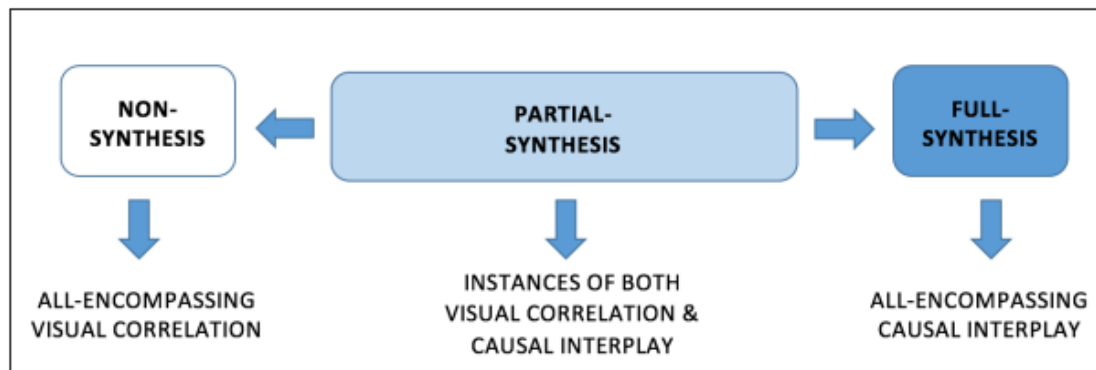 NON-
SYNTHESIS
PARTIAL-
SYNTHESIS
FULL-
SYNTHESIS
ALL-ENCOMPASSING
VISUAL CORRELATION
INSTANCES OF BOTH
VISUAL CORRELATION &
CAUSAL INTERPLAY
ALL-ENCOMPASSING
CAUSAL INTERPLAY